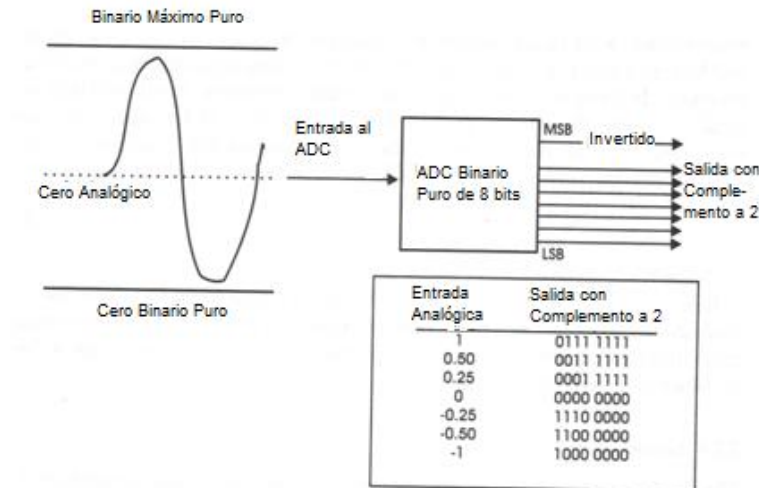 Binario Máximo Puro
Cero Analógico
Cero Binario Puro
Entrada al
ADC
ADC Binario
Puro de 8 bits
MSB
Invertido
LSB
Salida con
Comple-
mento a 2
Entrada Salida con
Analógica Complemento a 2
1 0111 1111
0.50 0011 1111
0.25 0001 1111
0 0000 0000
-0.25 1110 0000
-0.50 1100 0000
-1 1000 0000